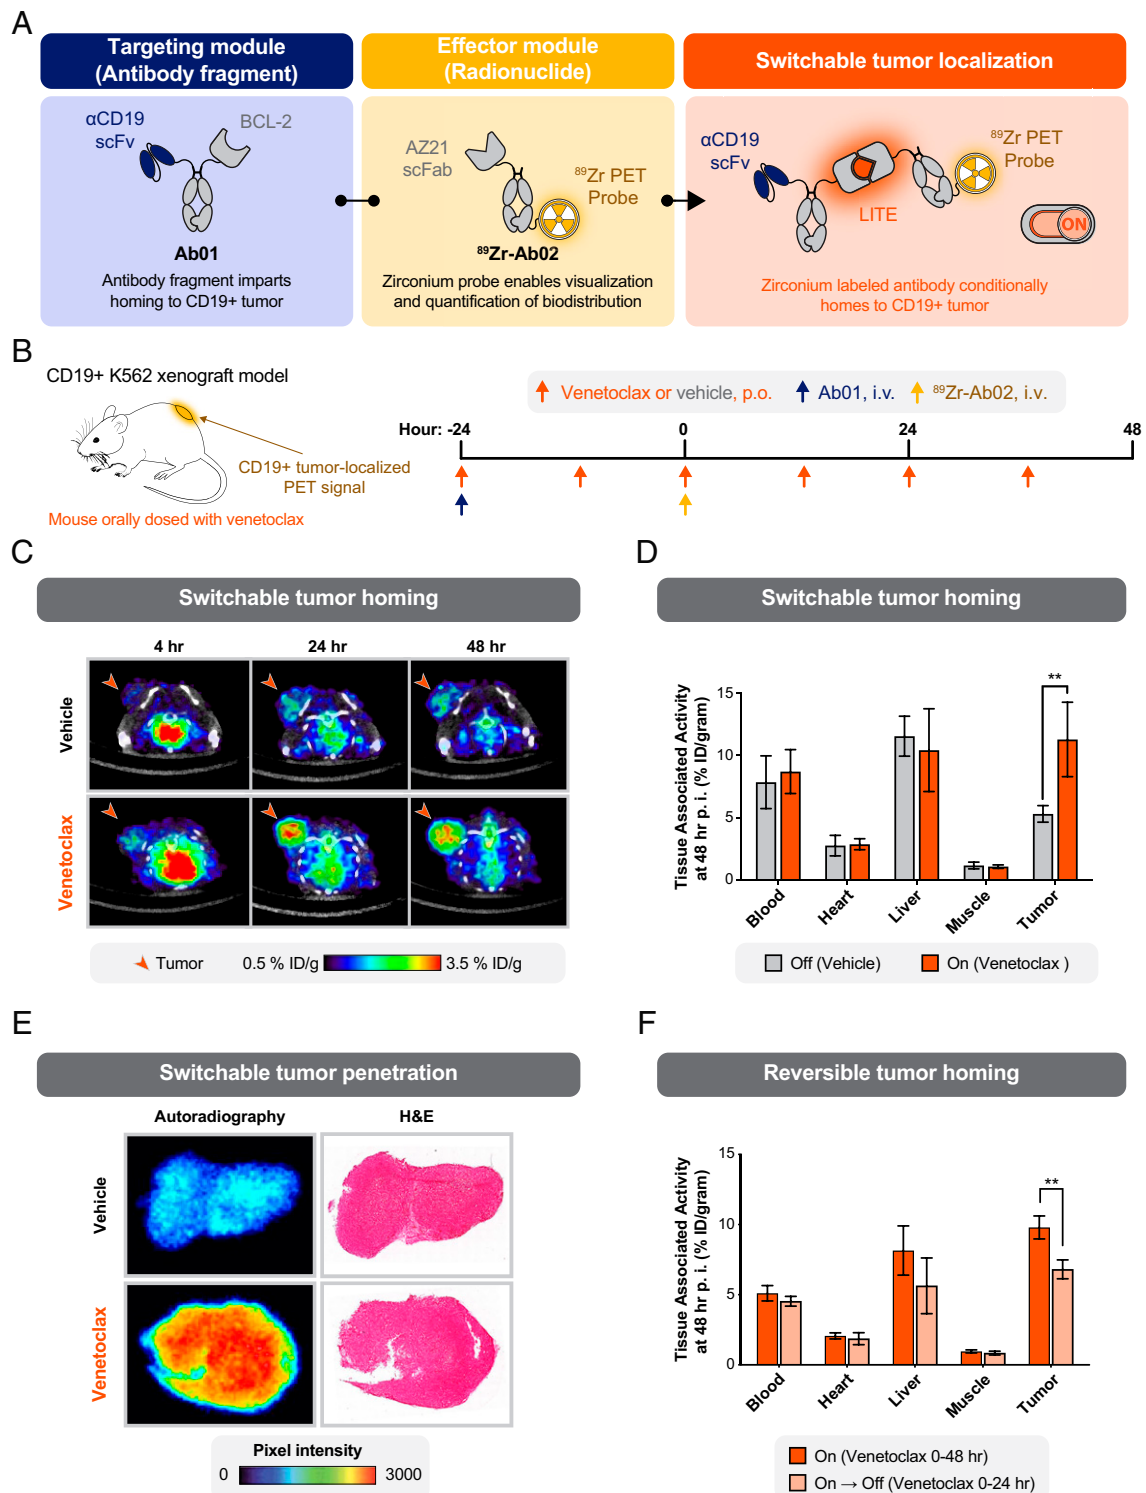 A
Targeting module
(Antibody fragment)
Effector module
(Radionuclide)
Switchable tumor localization
αCD19
scFv
BCL-2
Ab01
Antibody fragment imparts
homing to CD19+ tumor
AZ21
scFab
⁸⁹Zr PET
Probe
⁸⁹Zr-Ab02
Zirconium probe enables visualization
and quantification of biodistribution
αCD19
scFv
⁸⁹Zr PET
Probe
LITE
ON
Zirconium labeled antibody conditionally
homes to CD19+ tumor
B
CD19+ K562 xenograft model
CD19+ tumor-localized
PET signal
Mouse orally dosed with venetoclax
Venetoclax or vehicle, p.o. Ab01, i.v. ⁸⁹Zr-Ab02, i.v.
Hour: -24 0 24 48
C
Switchable tumor homing
4 hr 24 hr 48 hr
Vehicle
Venetoclax
Tumor 0.5 % ID/g 3.5 % ID/g
D
Switchable tumor homing
Tissue Associated Activity
at 48 hr p. i. (% ID/gram)
15
10
5
0
Blood
Heart
Liver
Muscle
Tumor
**
Off (Vehicle) On (Venetoclax )
E
Switchable tumor penetration
Autoradiography H&E
Vehicle
Venetoclax
Pixel intensity
0 3000
F
Reversible tumor homing
Tissue Associated Activity
at 48 hr p. i. (% ID/gram)
15
10
5
0
Blood
Heart
Liver
Muscle
Tumor
**
On (Venetoclax 0-48 hr)
On → Off (Venetoclax 0-24 hr)